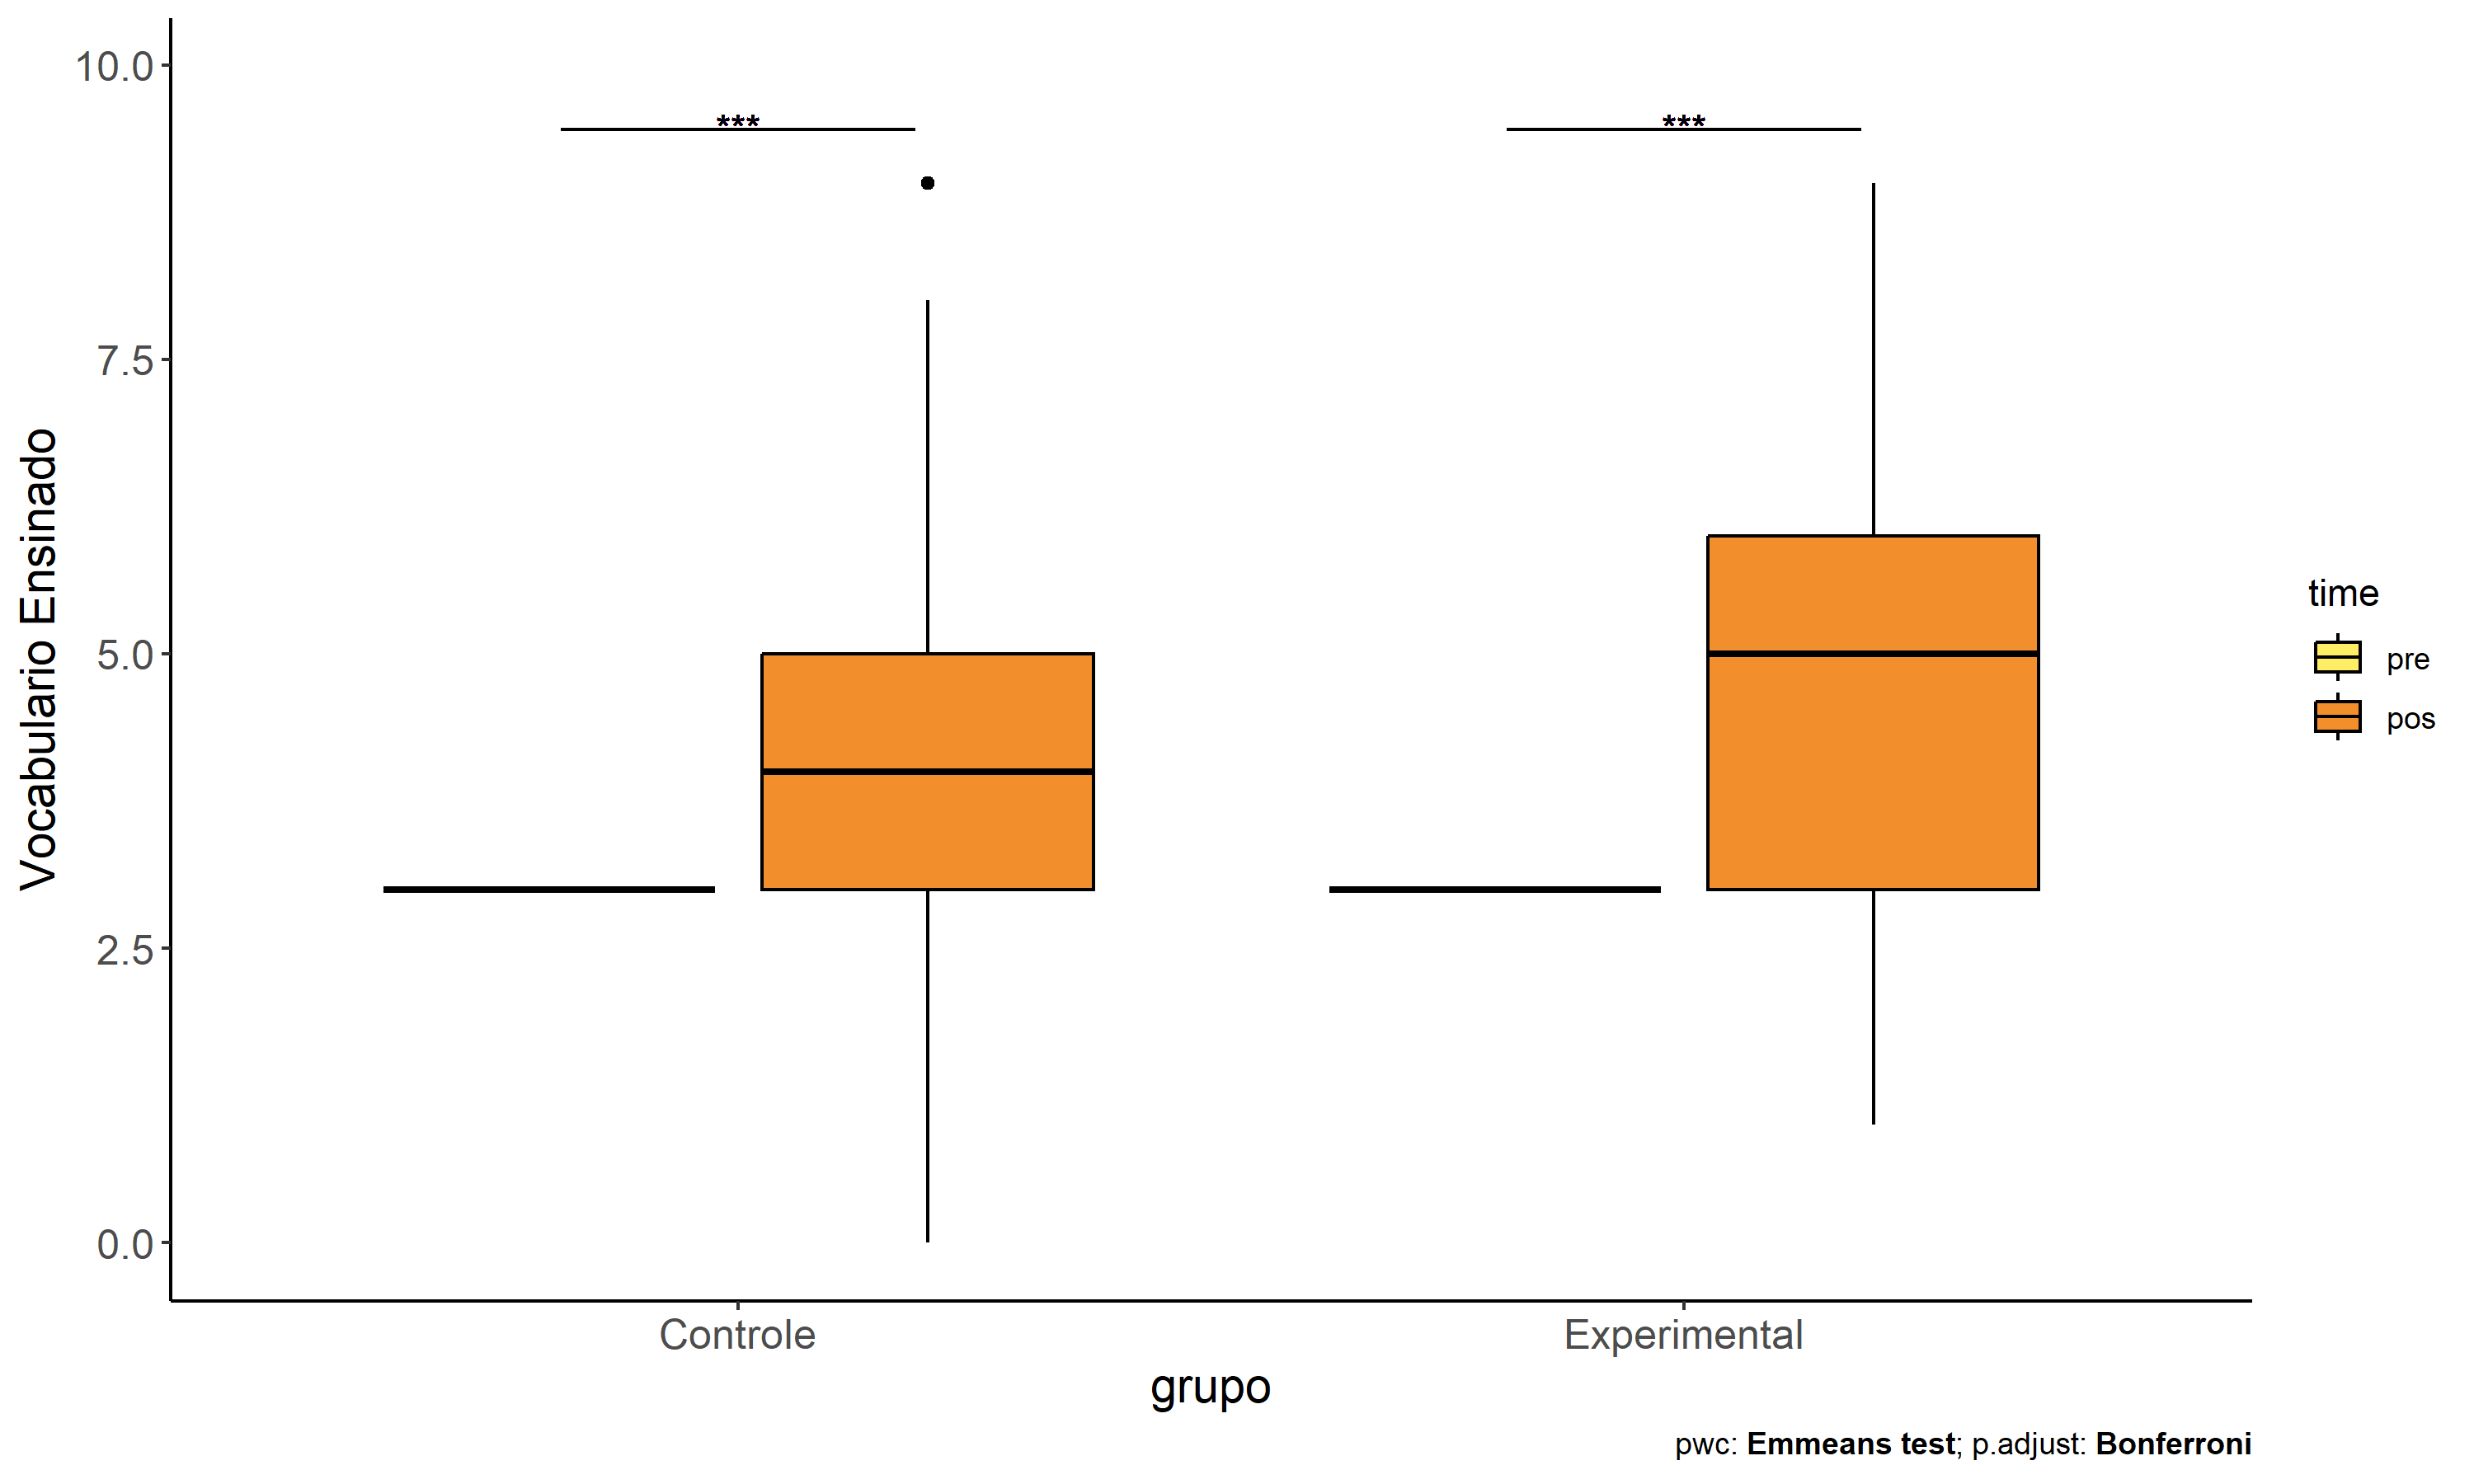 10.0
7.5
5.0
2.5
0.0
Vocabulario Ensinado
***
***
Controle
Experimental
grupo
time
pre
pos
pwc: Emmeans test; p.adjust: Bonferroni